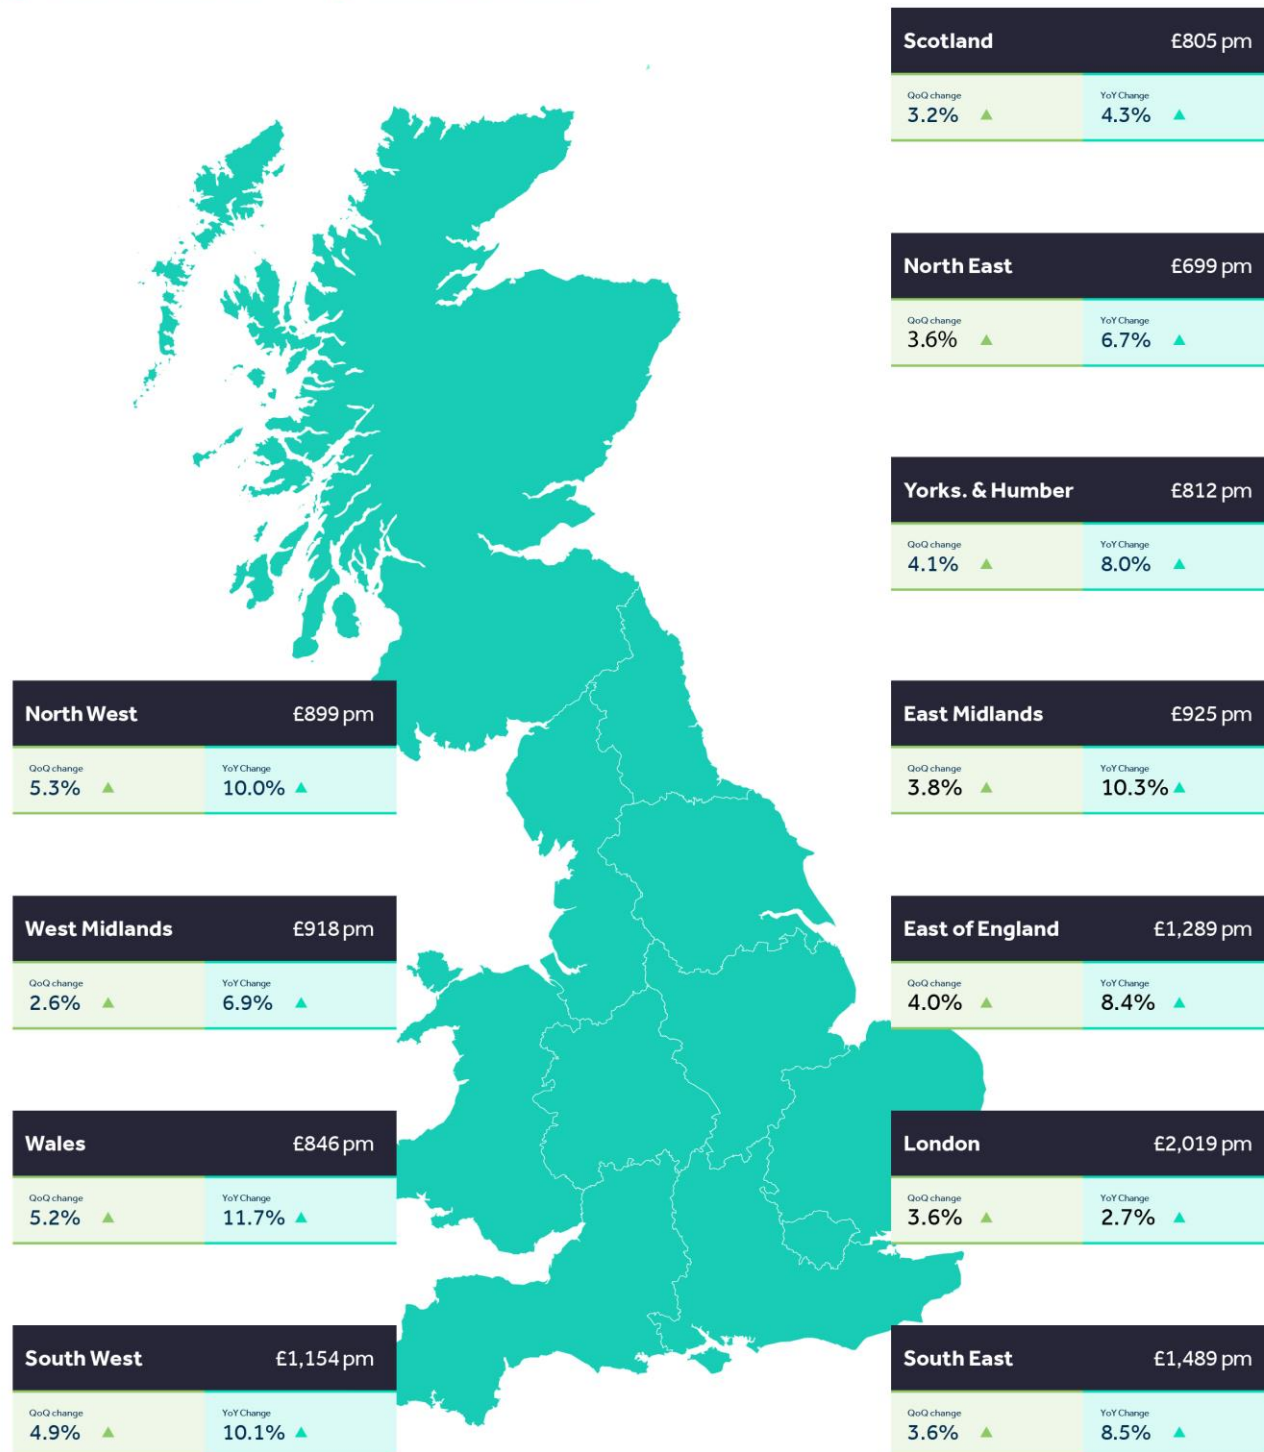 Scotland £805 pm
QoQ change YoY Change
3.2% 4.3%
North East £699 pm
QoQ change YoY Change
3.6% 6.7%
Yorks. & Humber £812 pm
QoQ change YoY Change
4.1% 8.0%
North West £899 pm
QoQ change YoY Change
5.3% 10.0%
East Midlands £925 pm
QoQ change YoY Change
3.8% 10.3%
West Midlands £918 pm
QoQ change YoY Change
2.6% 6.9%
East of England £1,289 pm
QoQ change YoY Change
4.0% 8.4%
Wales £846 pm
QoQ change YoY Change
5.2% 11.7%
London £2,019 pm
QoQ change YoY Change
3.6% 2.7%
South West £1,154 pm
QoQ change YoY Change
4.9% 10.1%
South East £1,489 pm
QoQ change YoY Change
3.6% 8.5%